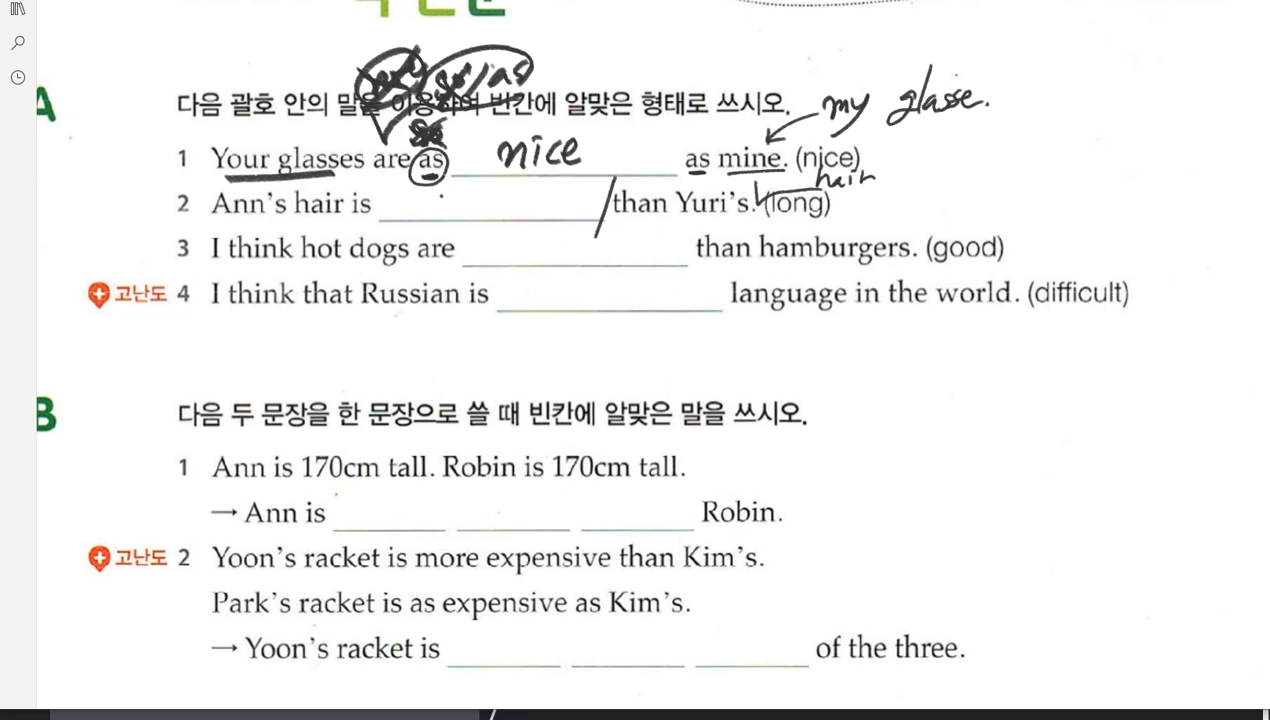 so/as
A 다음 괄호 안의 말을 이용하여 빈칸에 알맞은 형태로 쓰시오. my glasse.
1 Your glasses are as nice as mine. (nice)
hair
2 Ann's hair is / than Yuri's. (long)
3 I think hot dogs are than hamburgers. (good)
고난도 4 I think that Russian is language in the world. (difficult)
B 다음 두 문장을 한 문장으로 쓸 때 빈칸에 알맞은 말을 쓰시오.
1 Ann is 170cm tall. Robin is 170cm tall.
→ Ann is Robin.
고난도 2 Yoon's racket is more expensive than Kim's.
Park's racket is as expensive as Kim's.
→ Yoon's racket is of the three.